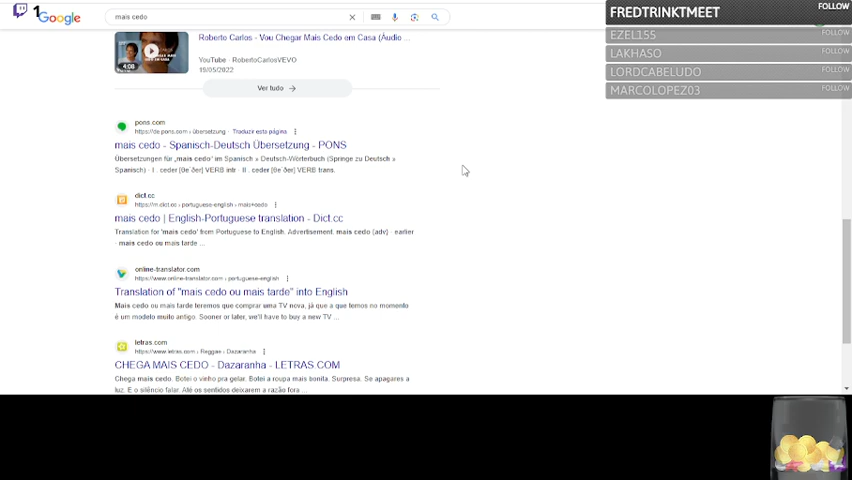 1
Google
mais cedo
FREDTRINKTMEET
FOLLOW
EZEL155
FOLLOW
LAKHASO
FOLLOW
LORDCABELUDO
FOLLOW
MARCOLOPEZ03
FOLLOW
Roberto Carlos - Vou Chegar Mais Cedo em Casa (Áudio ...
4:08
YouTube · RobertoCarlosVEVO
19/05/2022
Ver tudo →
pons.com
https://de.pons.com › übersetzung · Traduzir esta página
mais cedo - Spanisch-Deutsch Übersetzung - PONS
Übersetzungen für „mais cedo" im Spanisch » Deutsch-Wörterbuch (Springe zu Deutsch »
Spanisch) · I . ceder [θeˈðer] VERB intr · II . ceder [θeˈðer] VERB trans.
dict.cc
https://m.dict.cc › portuguese-english › mais+cedo
mais cedo | English-Portuguese translation - Dict.cc
Translation for 'mais cedo' from Portuguese to English. Advertisement. mais cedo {adv} · earlier
· mais cedo ou mais tarde ...
online-translator.com
https://www.online-translator.com › portuguese-english
Translation of "mais cedo ou mais tarde" into English
Mais cedo ou mais tarde teremos que comprar uma TV nova, já que a que temos no momento
é um modelo muito antigo. Sooner or later, we'll have to buy a new TV ...
letras.com
https://www.letras.com › Reggae › Dazaranha
CHEGA MAIS CEDO - Dazaranha - LETRAS.COM
Chega mais cedo. Botei o vinho pra gelar. Botei a roupa mais bonita. Surpresa. Se apagares a
luz. E o silêncio falar. Até os sentidos deixarem a razão fora ...